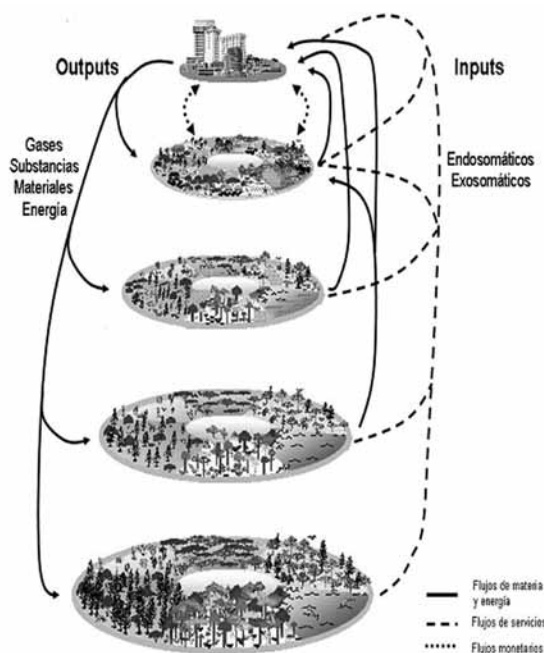 Outputs
Inputs
Gases
Substancias
Materiales
Energía
Endosomáticos
Exosomáticos
Flujos de materia
y energía
Flujos de servicios
Flujos monetarios